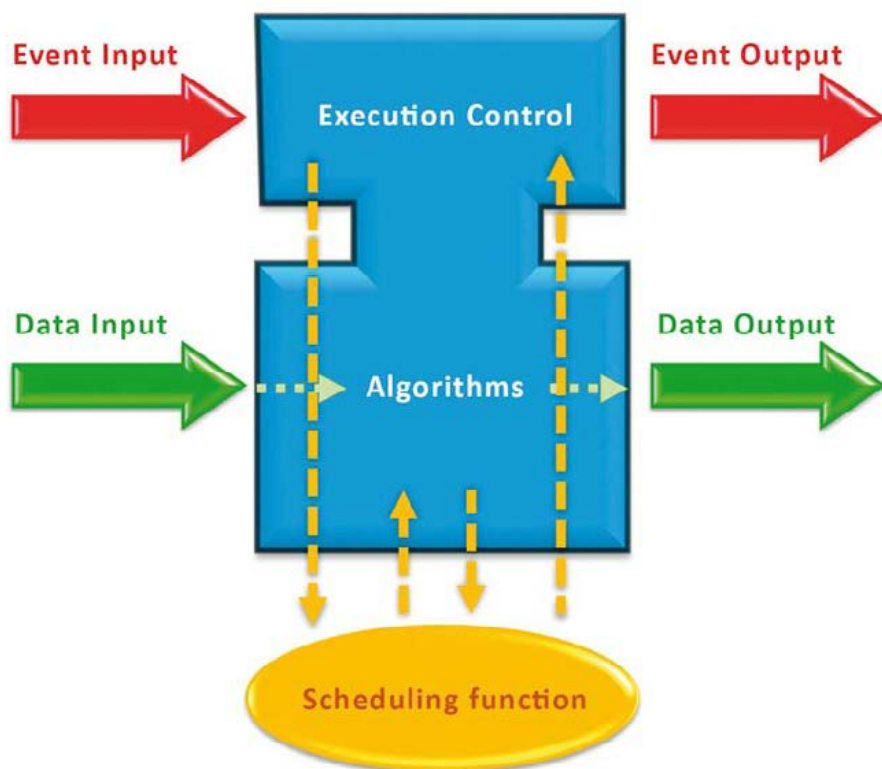 Event Input
Event Output
Execution Control
Data Input
Data Output
Algorithms
Scheduling function